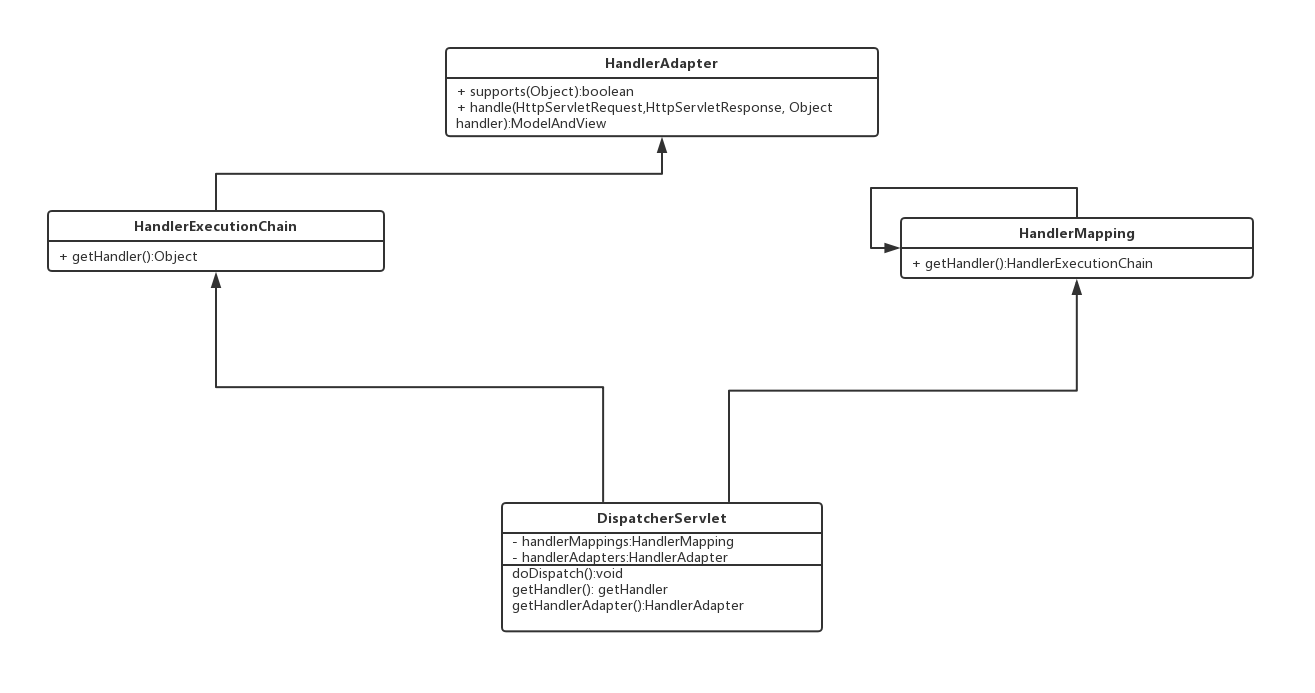 HandlerAdapter
+ supports(Object):boolean
+ handle(HttpServletRequest,HttpServletResponse, Object
handler):ModelAndView
HandlerExecutionChain
+ getHandler():Object
HandlerMapping
+ getHandler():HandlerExecutionChain
DispatcherServlet
- handlerMappings:HandlerMapping
- handlerAdapters:HandlerAdapter
doDispatch():void
getHandler(): getHandler
getHandlerAdapter():HandlerAdapter